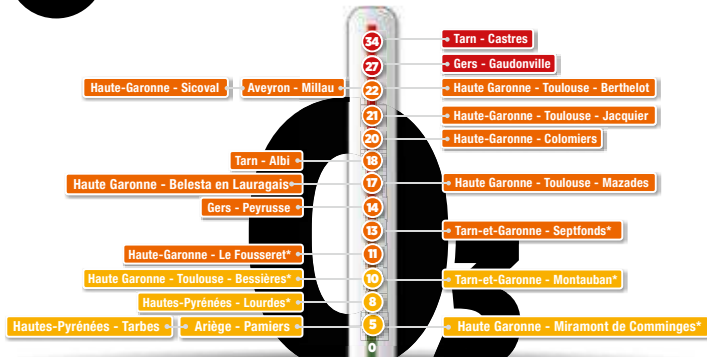 34 Tarn - Castres
27 Gers - Gaudonville
Haute-Garonne - Sicoval Aveyron - Millau 22 Haute Garonne - Toulouse - Berthelot
21 Haute-Garonne - Toulouse - Jacquier
20 Haute-Garonne - Colomiers
Tarn - Albi 18
Haute Garonne - Belesta en Lauragais 17 Haute Garonne - Toulouse - Mazades
Gers - Peyrusse 14
13 Tarn-et-Garonne - Septfonds*
Haute-Garonne - Le Fousseret* 11
Haute Garonne - Toulouse - Bessières* 10 Tarn-et-Garonne - Montauban*
Hautes-Pyrénées - Lourdes* 8
Hautes-Pyrénées - Tarbes Ariège - Pamiers 5 Haute Garonne - Miramont de Comminges*
0
O3